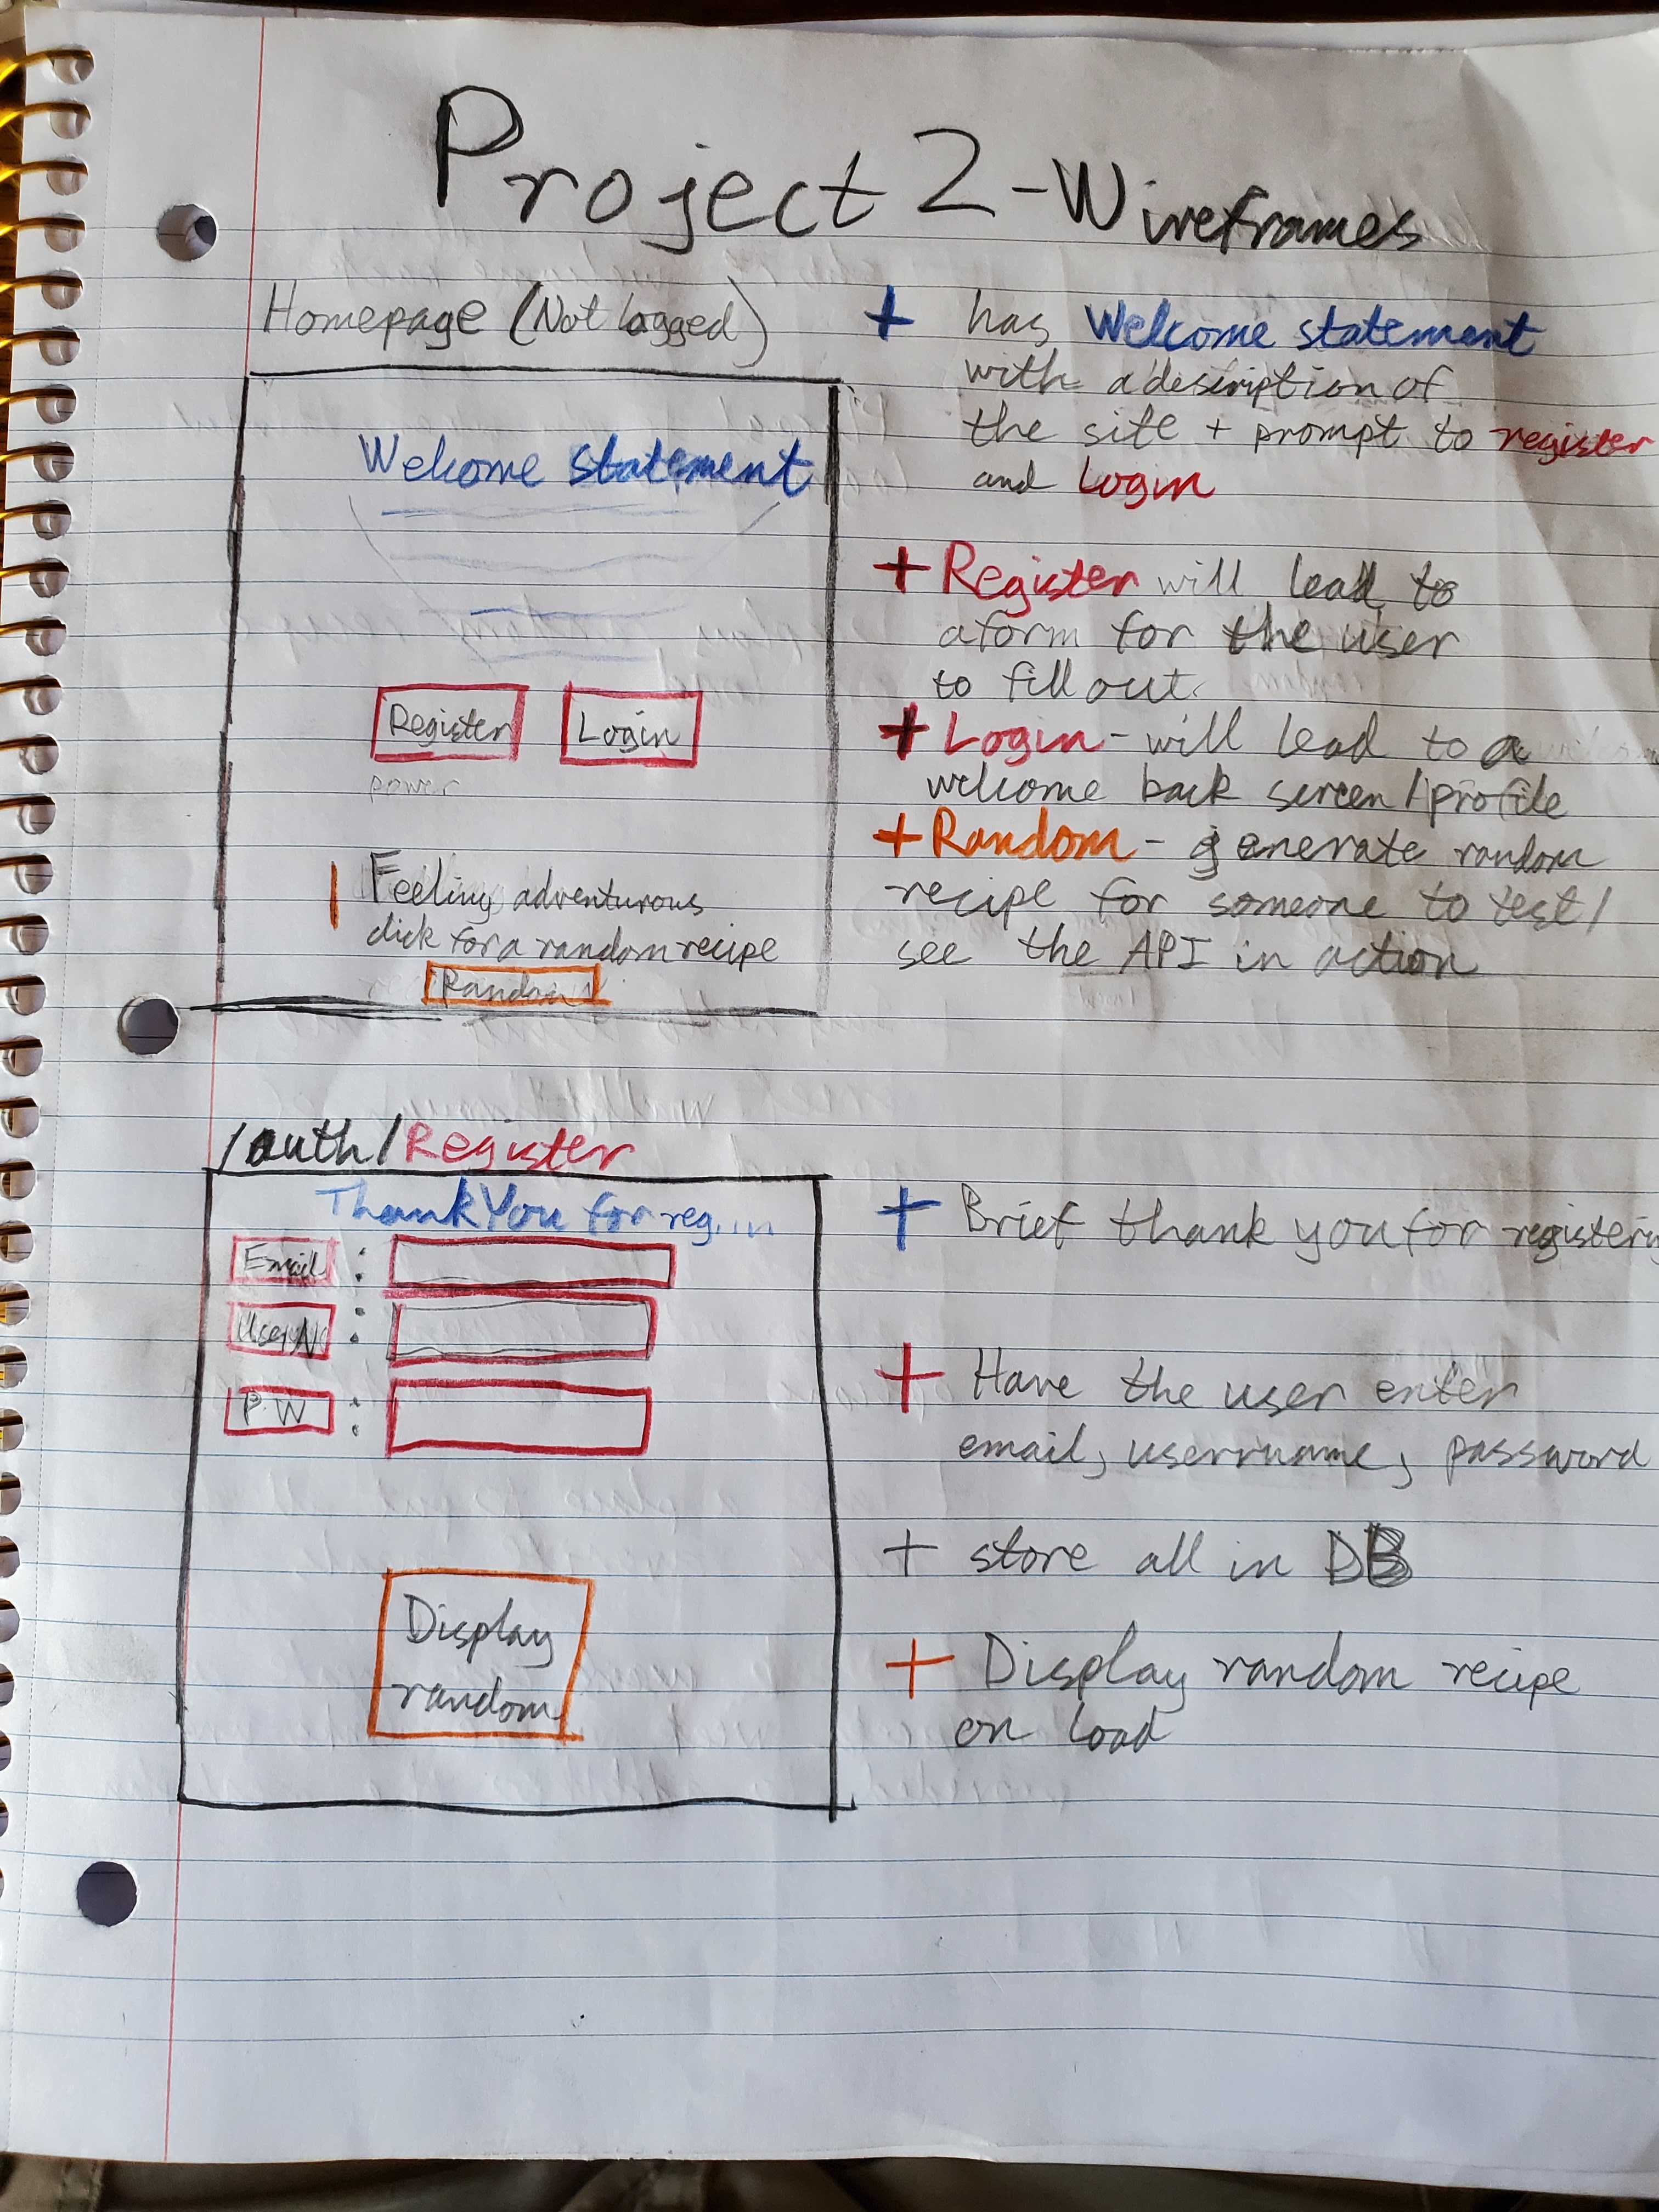 Project 2 - Wireframes
Homepage (Not logged)
Welcome statement
Register
Login
power
Feeling adventurous
click for a random recipe
Random
+ has Welcome statement
with a description of
the site + prompt to register
and Login
+ Register will lead to
a form for the user
to fill out.
+ Login - will lead to a
welcome back screen / profile
+ Random - generate random
recipe for someone to test /
see the API in action
/auth/Register
Thank You for reg...in
Email :
UserN :
P.W :
Display
random
+ Brief thank you for registering
+ Have the user enter
email, userrname, password
+ store all in DB
+ Display random recipe
on load